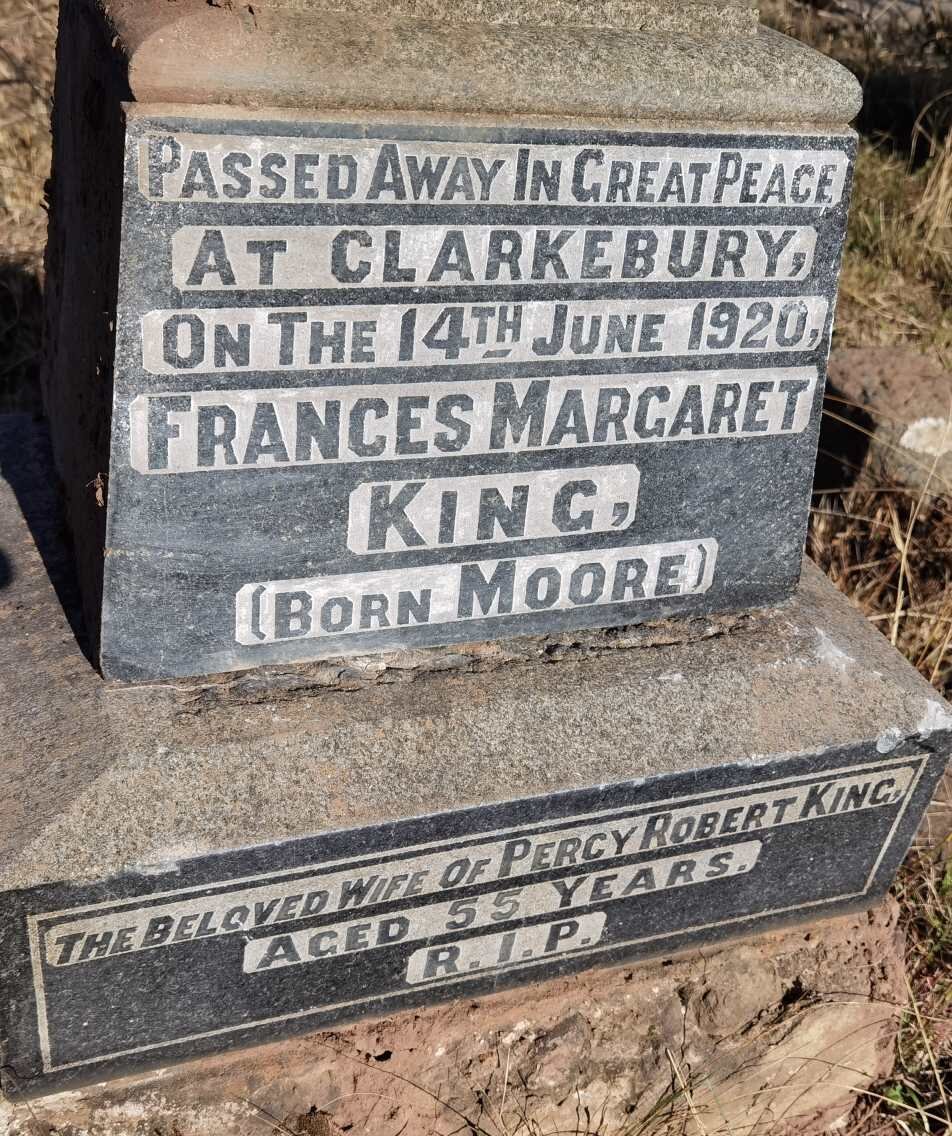 PASSED AWAY IN GREAT PEACE
AT CLARKEBURY,
ON THE 14TH JUNE 1920,
FRANCES MARGARET
KING,
(BORN MOORE)
THE BELOVED WIFE OF PERCY ROBERT KING,
AGED 55 YEARS.
R.I.P.